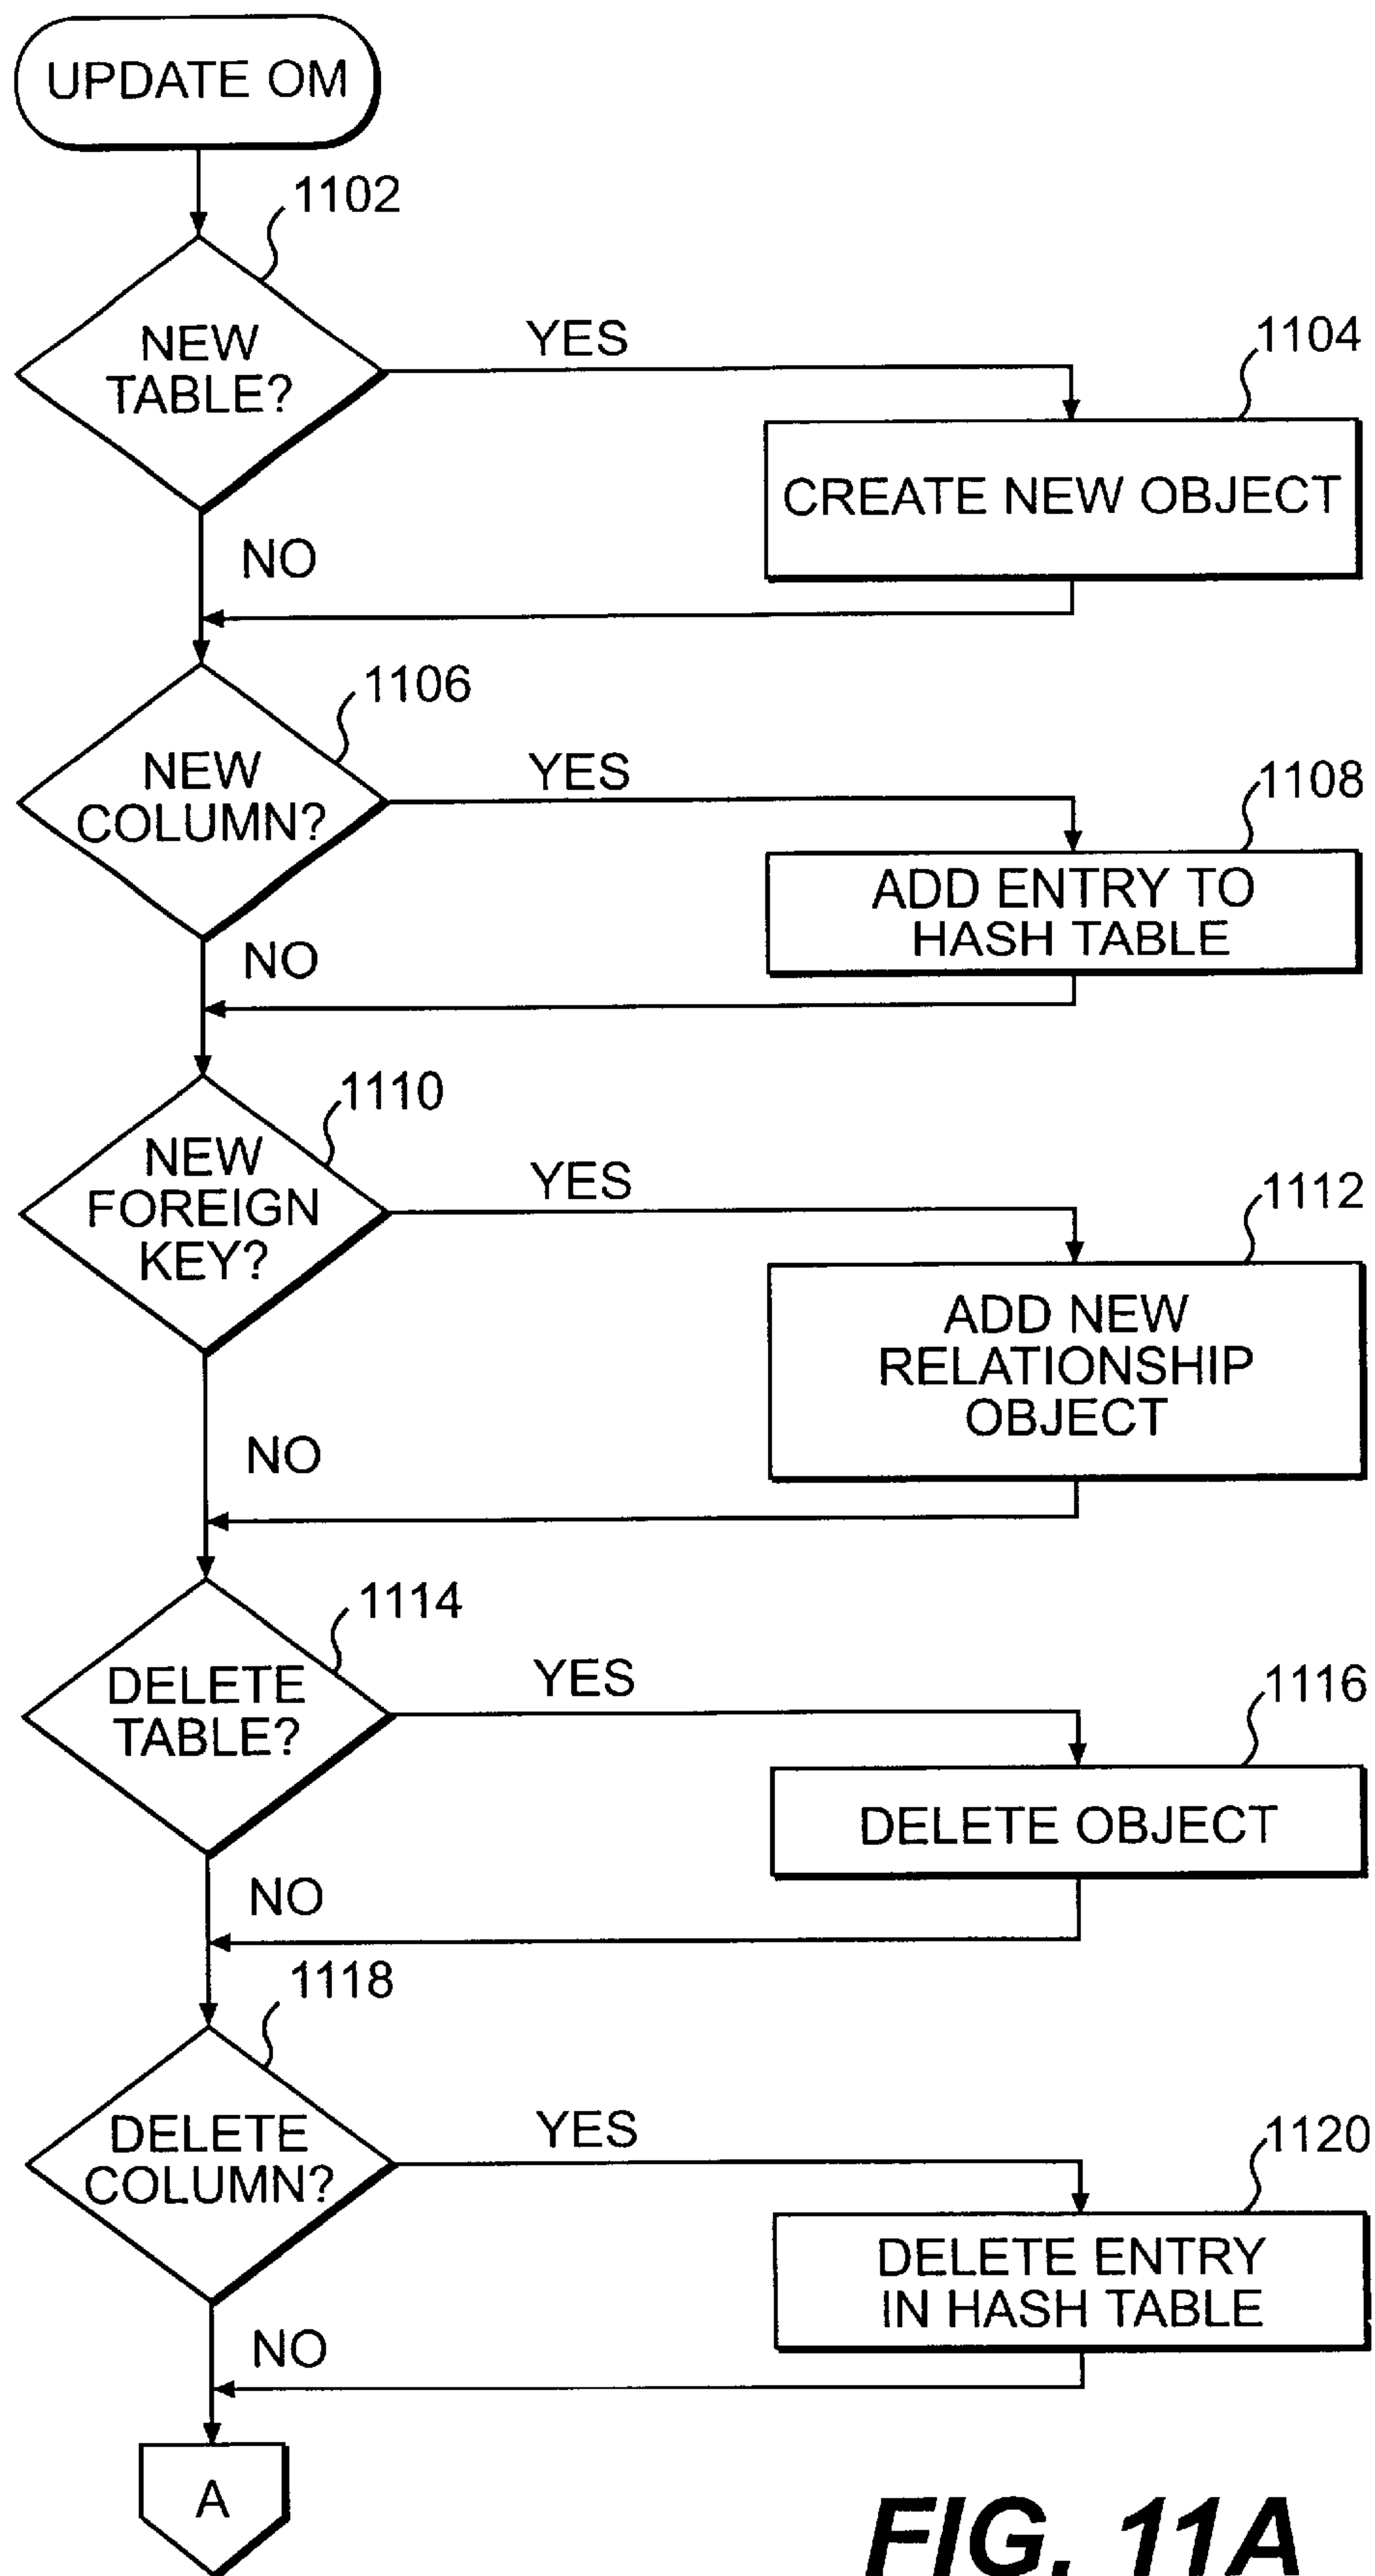 UPDATE OM
1102
NEW
TABLE?
YES
1104
CREATE NEW OBJECT
NO
1106
NEW
COLUMN?
YES
1108
ADD ENTRY TO
HASH TABLE
NO
1110
NEW
FOREIGN
KEY?
YES
1112
ADD NEW
RELATIONSHIP
OBJECT
NO
1114
DELETE
TABLE?
YES
1116
DELETE OBJECT
NO
1118
DELETE
COLUMN?
YES
1120
DELETE ENTRY
IN HASH TABLE
NO
A
FIG. 11A